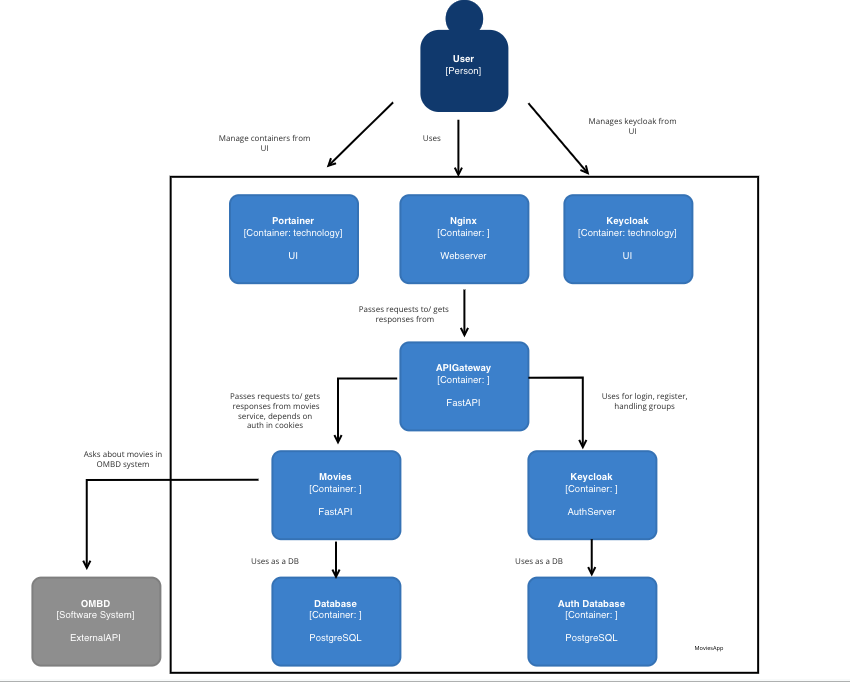 User
[Person]
Manage containers from
UI
Uses
Manages keycloak from
UI
Portainer
[Container: technology]
UI
Nginx
[Container: ]
Webserver
Keycloak
[Container: technology]
UI
Passes requests to/ gets
responses from
APIGateway
[Container: ]
FastAPI
Passes requests to/ gets
responses from movies
service, depends on
auth in cookies
Uses for login, register,
handling groups
Asks about movies in
OMBD system
Movies
[Container: ]
FastAPI
Keycloak
[Container: ]
AuthServer
Uses as a DB
Uses as a DB
OMBD
[Software System]
ExternalAPI
Database
[Container: ]
PostgreSQL
Auth Database
[Container: ]
PostgreSQL
MoviesApp